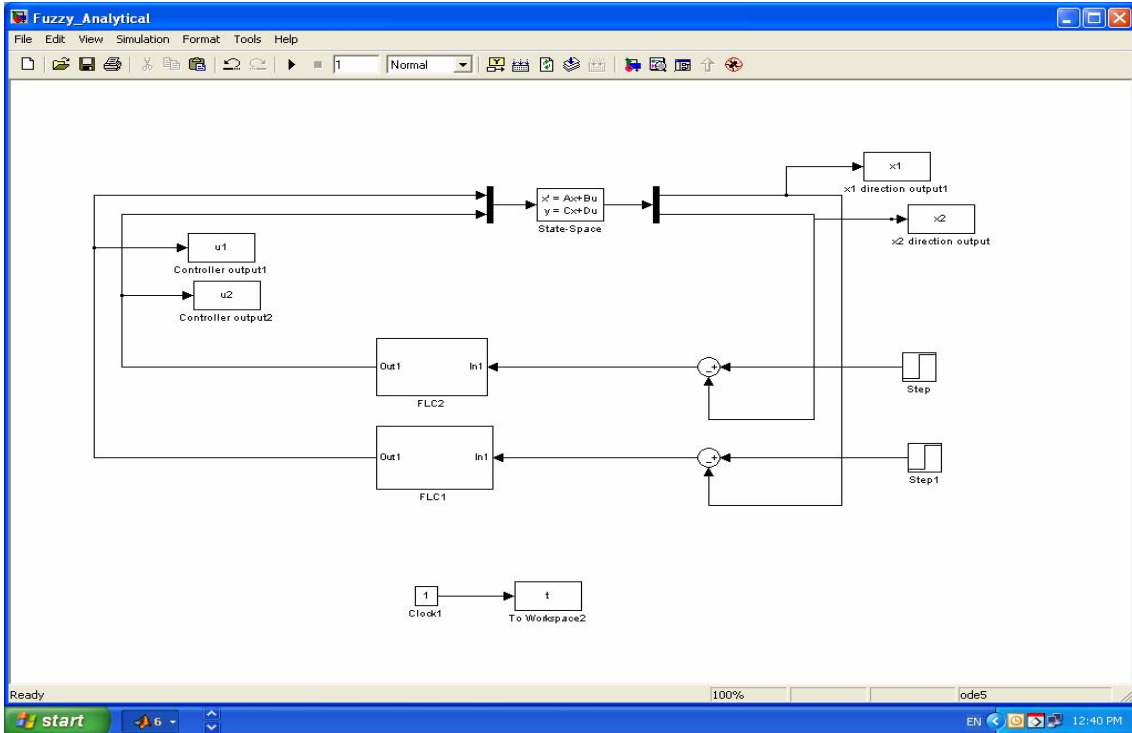 Fuzzy_Analytical
File Edit View Simulation Format Tools Help
1 Normal
x1
x1 direction output1
x' = Ax+Bu
y = Cx+Du
State-Space
x2
x2 direction output
u1
Controller output1
u2
Controller output2
Out1 In1
FLC2
-+
Step
Out1 In1
FLC1
-+
Step1
1
Clock1
t
To Workspace2
Ready 100% ode5
start 6 EN 12:40 PM